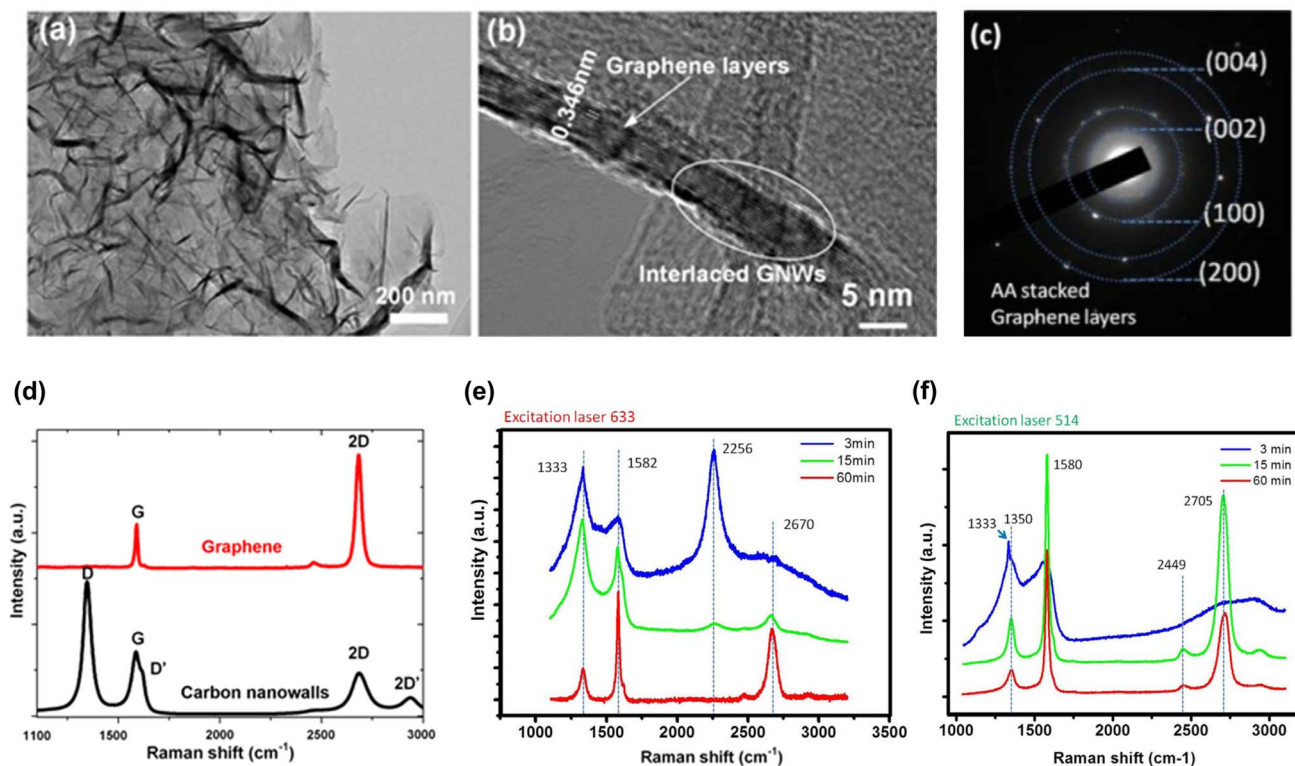 (a)
200 nm
(b)
Graphene layers
0.346nm
Interlaced GNWs
5 nm
(c)
(004)
(002)
(100)
(200)
AA stacked
Graphene layers
(d)
2D
G
Graphene
D
G
D'
2D
2D'
Carbon nanowalls
Intensity (a.u.)
1100
1500
2000
2500
3000
Raman shift (cm⁻¹)
(e)
Excitation laser 633
3min
15min
60min
1333
1582
2256
2670
Intensity (a.u.)
1000
1500
2000
2500
3000
3500
Raman shift (cm⁻¹)
(f)
Excitation laser 514
3 min
15 min
60 min
1580
1333
1350
2449
2705
Intensity (a.u.)
1000
1500
2000
2500
3000
Raman shift (cm-1)